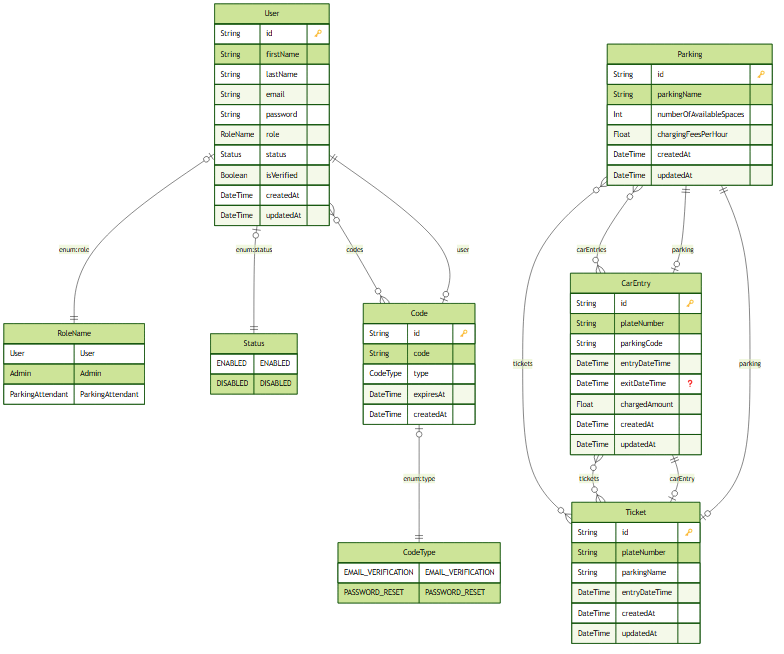 User
String id 🔑
String firstName
String lastName
String email
String password
RoleName role
Status status
Boolean isVerified
DateTime createdAt
DateTime updatedAt
Parking
String id 🔑
String parkingName
Int numberOfAvailableSpaces
Float chargingFeesPerHour
DateTime createdAt
DateTime updatedAt
enum:role
enum:status
codes
user
carEntries
parking
RoleName
User User
Admin Admin
ParkingAttendant ParkingAttendant
Status
ENABLED ENABLED
DISABLED DISABLED
Code
String id 🔑
String code
CodeType type
DateTime expiresAt
DateTime createdAt
CarEntry
String id 🔑
String plateNumber
String parkingCode
DateTime entryDateTime
DateTime exitDateTime ❓
Float chargedAmount
DateTime createdAt
DateTime updatedAt
tickets
parking
enum:type
tickets
carEntry
CodeType
EMAIL_VERIFICATION EMAIL_VERIFICATION
PASSWORD_RESET PASSWORD_RESET
Ticket
String id 🔑
String plateNumber
String parkingName
DateTime entryDateTime
DateTime createdAt
DateTime updatedAt